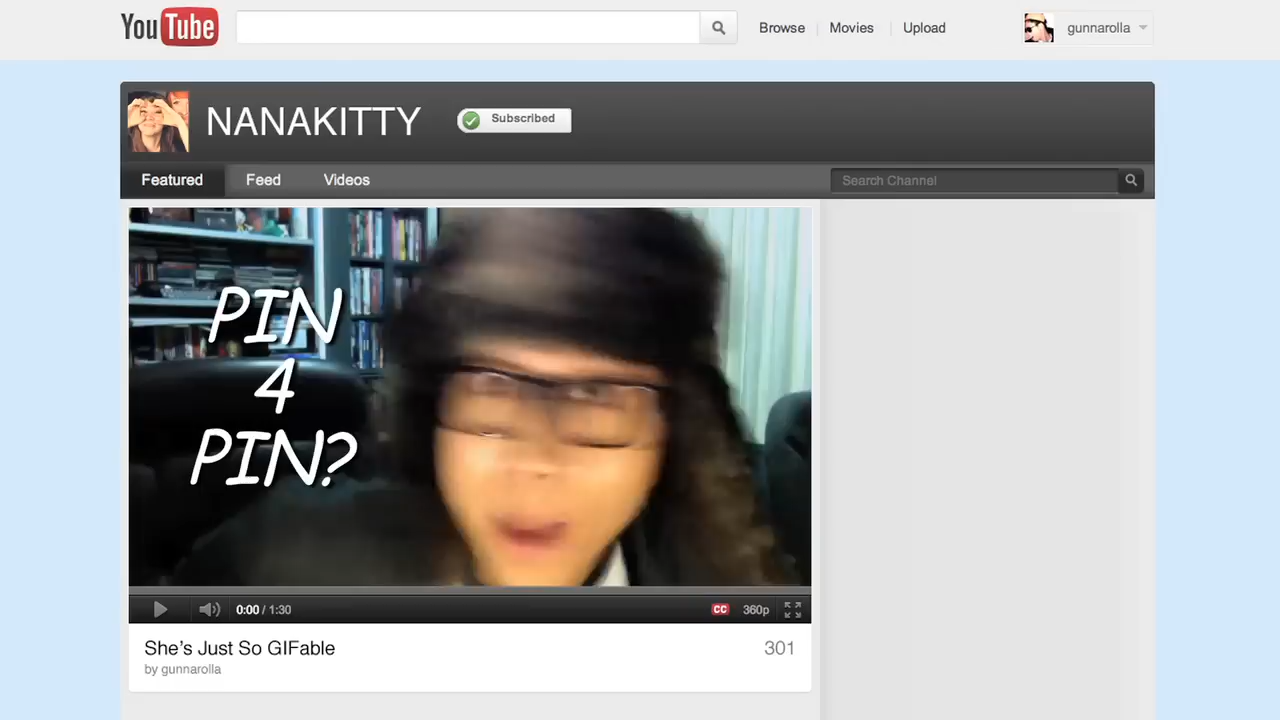 YouTube
Browse
Movies
Upload
gunnarolla
NANAKITTY
Subscribed
Featured
Feed
Videos
Search Channel
PIN
4
PIN?
0:00 / 1:30
CC
360p
She's Just So GIFable
301
by gunnarolla